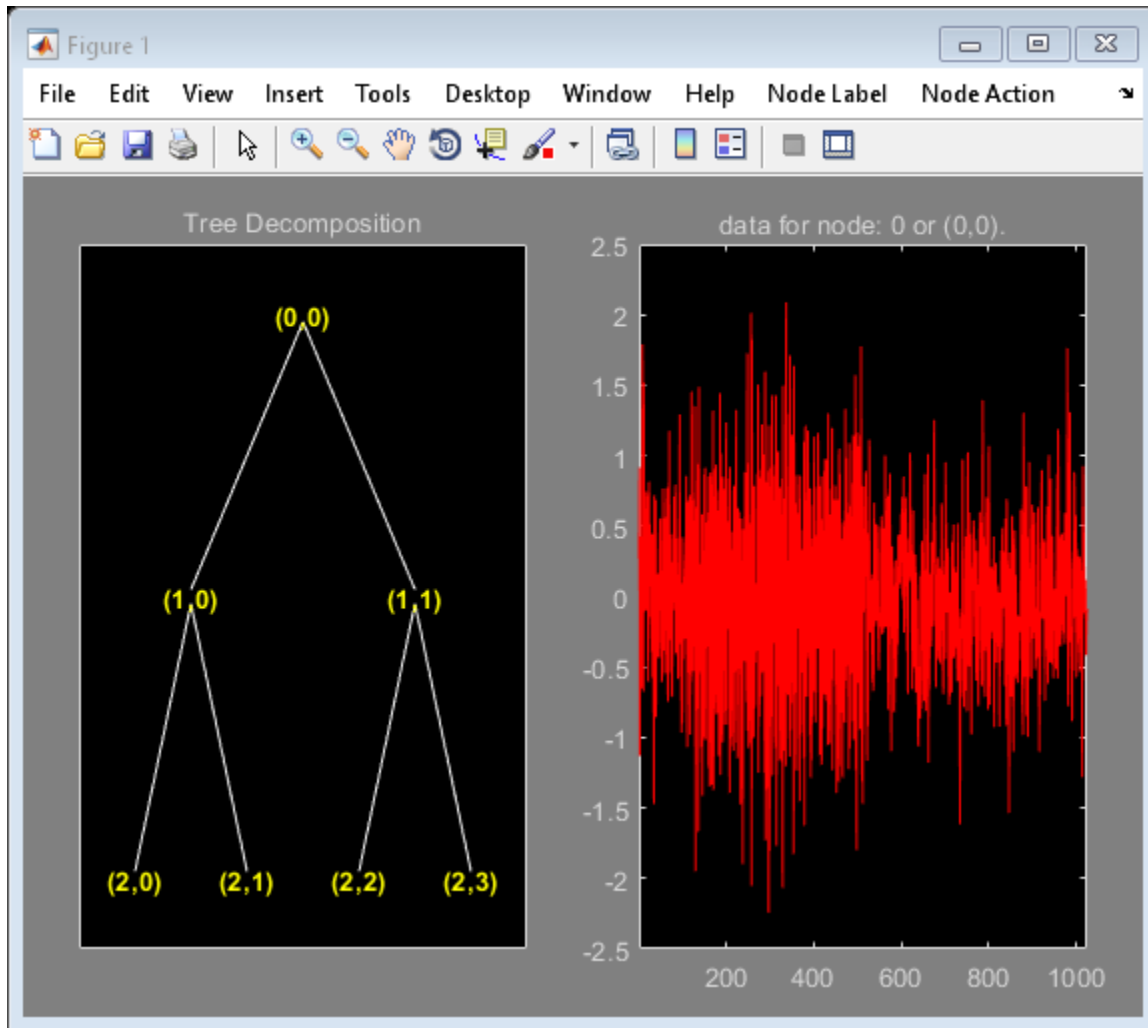 Figure 1
File Edit View Insert Tools Desktop Window Help Node Label Node Action
Tree Decomposition
(0,0)
(1,0) (1,1)
(2,0) (2,1) (2,2) (2,3)
data for node: 0 or (0,0).
2.5
2
1.5
1
0.5
0
-0.5
-1
-1.5
-2
-2.5
200 400 600 800 1000